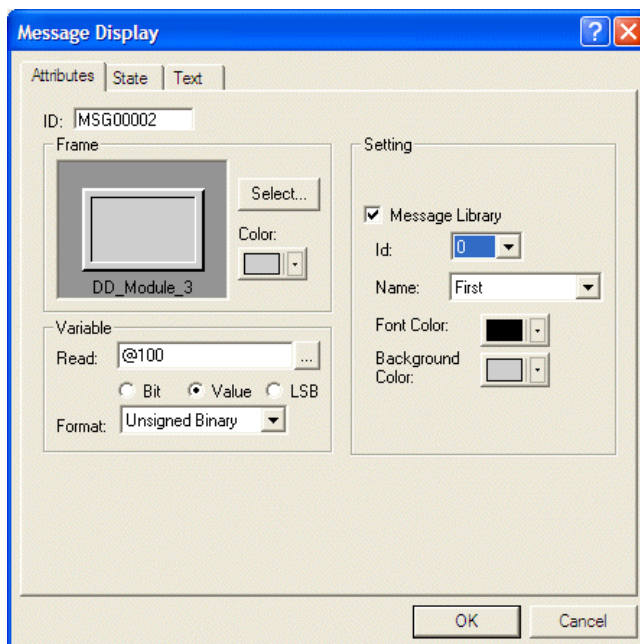 Message Display
Attributes State Text
ID: MSG00002
Frame
Select...
Color:
DD_Module_3
Variable
Read: @100 ...
Bit Value LSB
Format: Unsigned Binary
Setting
Message Library
Id: 0
Name: First
Font Color:
Background
Color:
OK Cancel